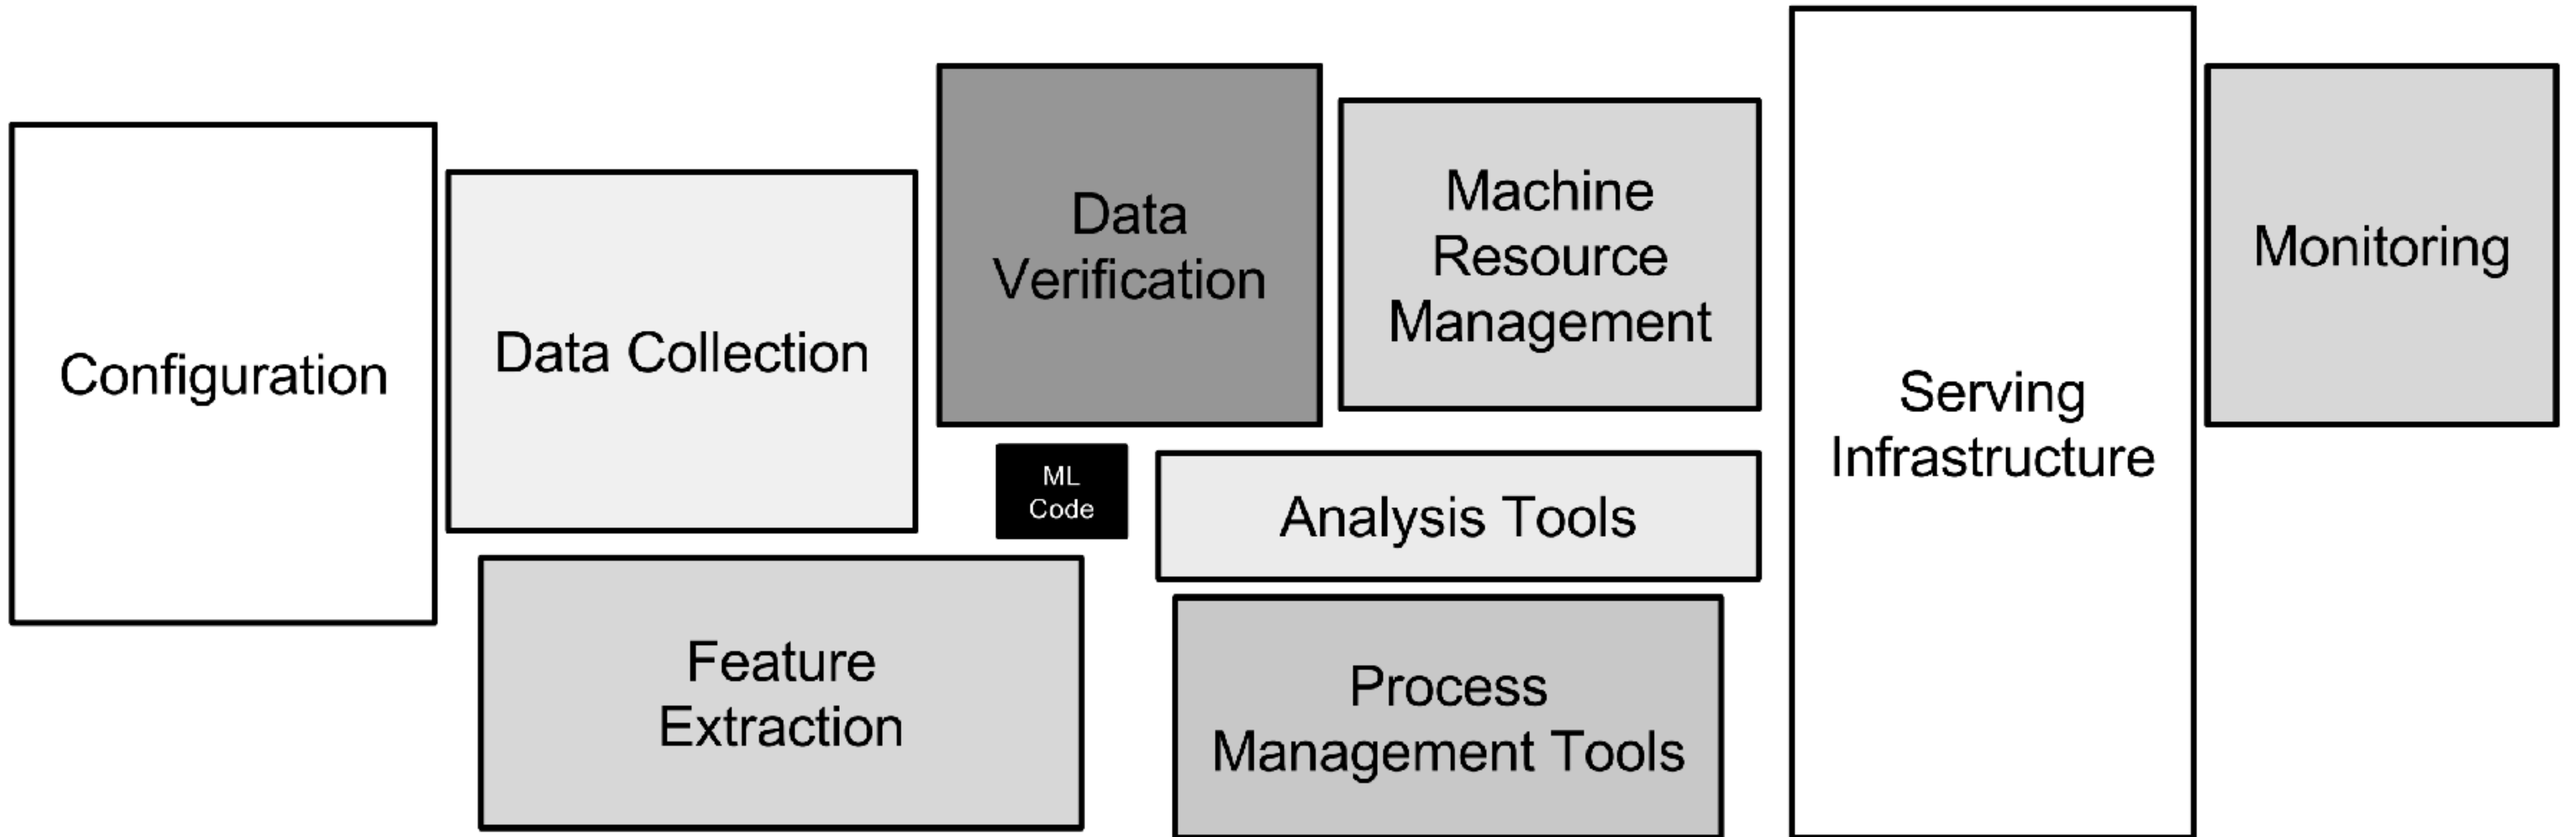 Configuration
Data Collection
Feature
Extraction
Data
Verification
ML
Code
Machine
Resource
Management
Analysis Tools
Process
Management Tools
Serving
Infrastructure
Monitoring